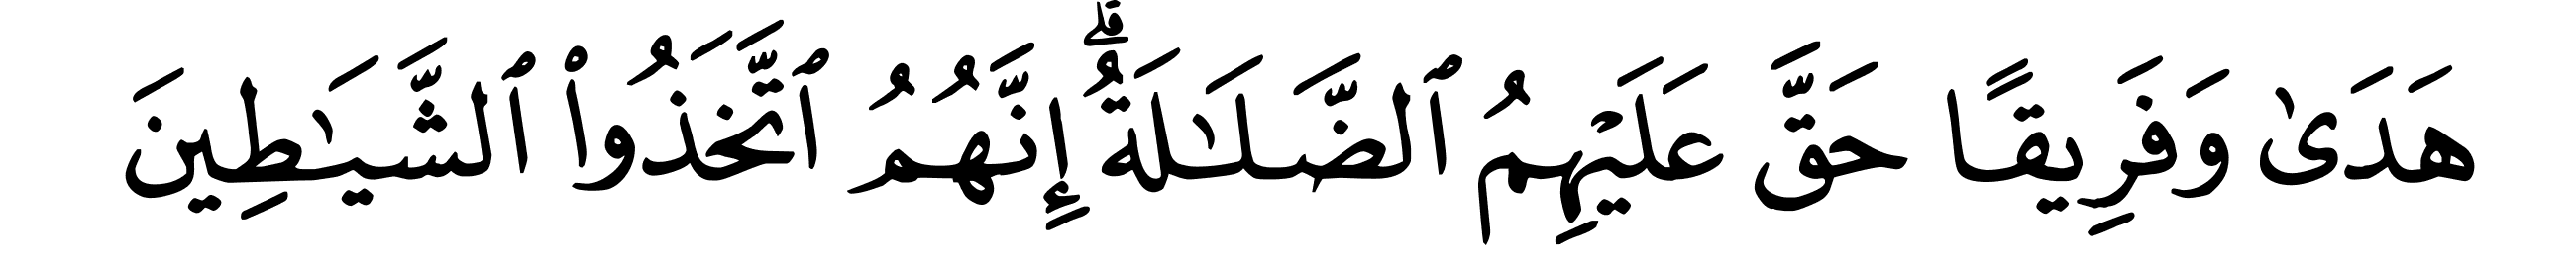 هَدَىٰ وَفَرِيقًا حَقَّ عَلَيْهِمُ ٱلضَّلَـٰلَةُ ۗ إِنَّهُمُ ٱتَّخَذُوا۟ ٱلشَّيَـٰطِينَ